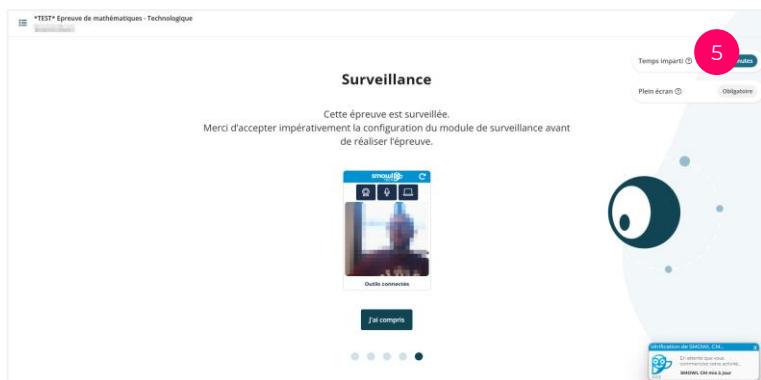 *TEST* Epreuve de mathématiques - Technologique
5
Temps imparti
nutes
Plein écran
Obligatoire
Surveillance
Cette épreuve est surveillée.
Merci d'accepter impérativement la configuration du module de surveillance avant
de réaliser l'épreuve.
smowl
Outils connectés
J'ai compris
Vérification de SMOWL CM...
x
En attente que vous
commenciez votre activité...
SMOWL CM mis à jour